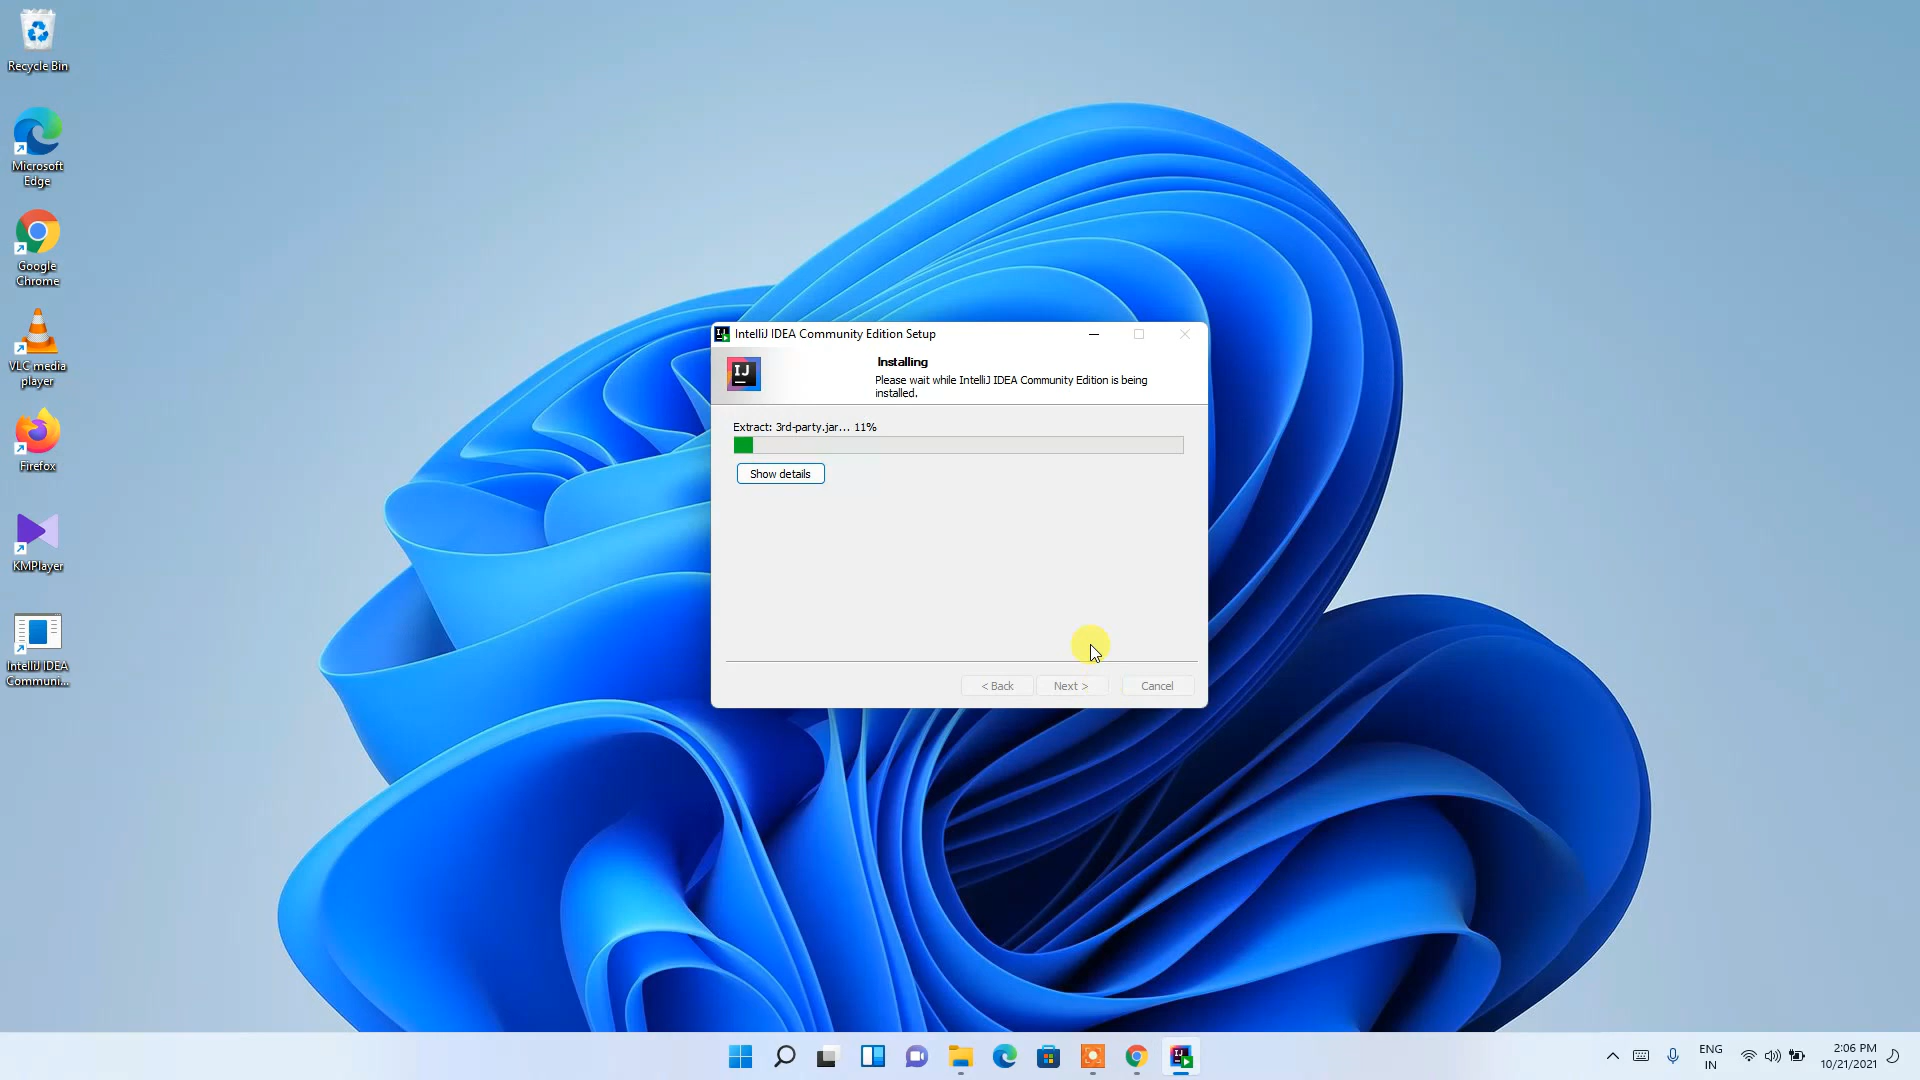 Recycle Bin
Microsoft
Edge
Google
Chrome
VLC media
player
Firefox
KMPlayer
IntelliJ IDEA
Communi...
IntelliJ IDEA Community Edition Setup
IJ
Installing
Please wait while IntelliJ IDEA Community Edition is being
installed.
Extract: 3rd-party.jar... 11%
Show details
< Back
Next >
Cancel
ENG
IN
2:06 PM
10/21/2021